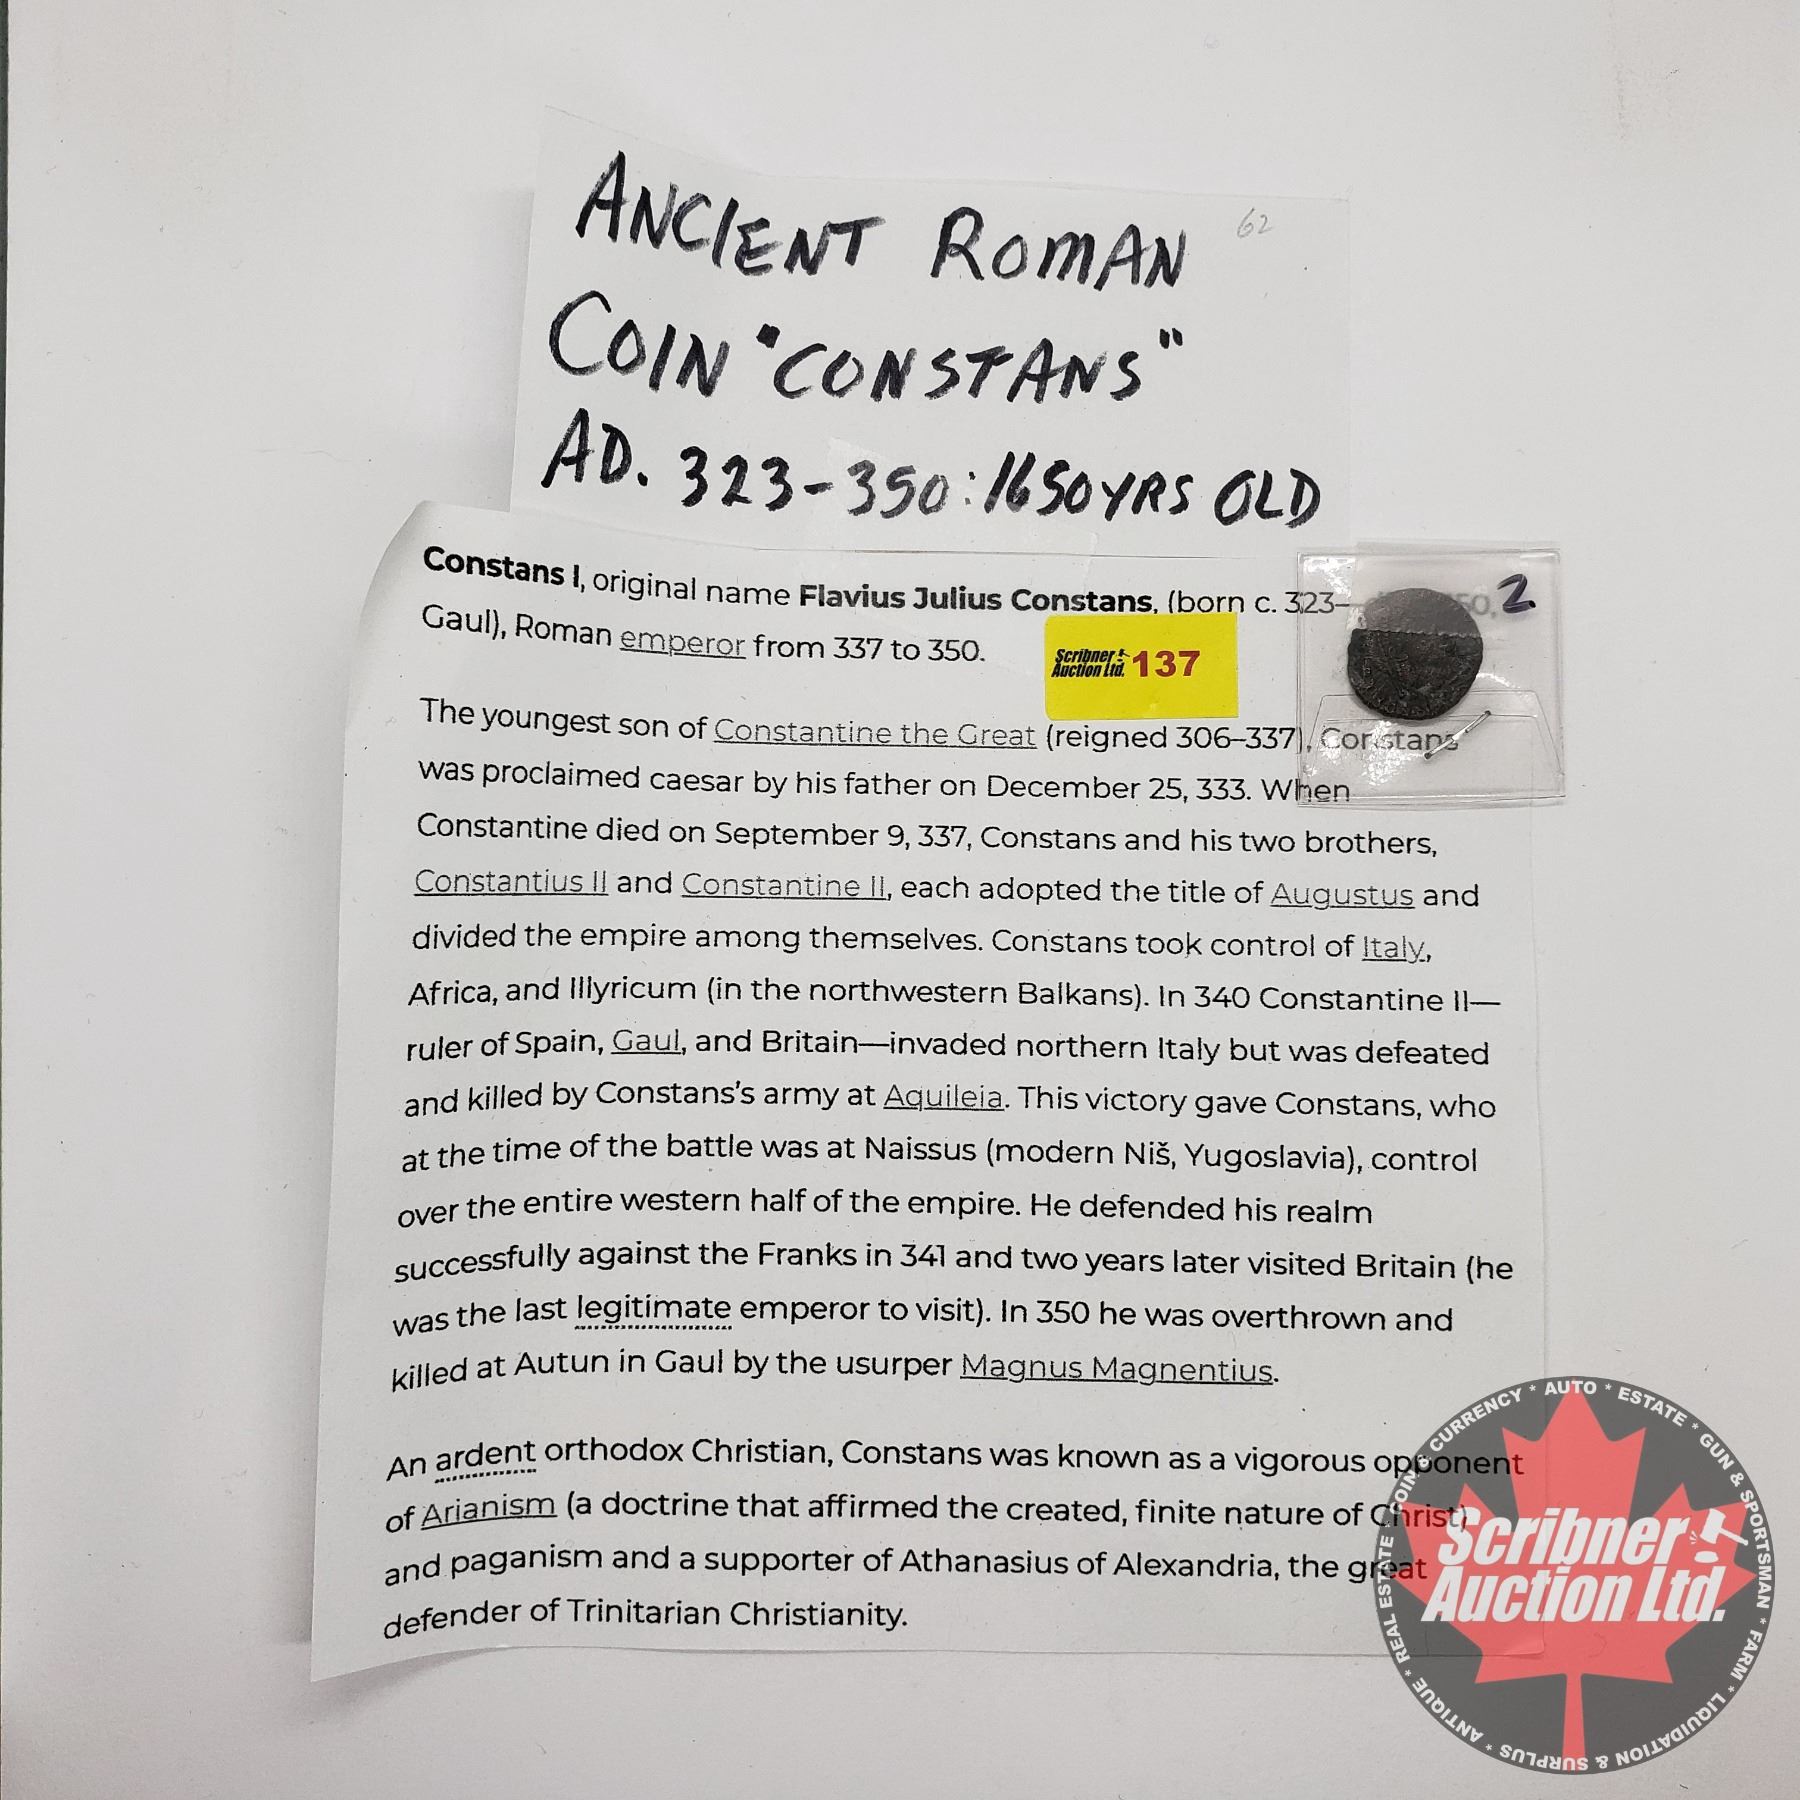 ANCIENT ROMAN 62
COIN "CONSTANS"
AD. 323-350: 1650 YRS OLD
Constans I, original name Flavius Julius Constans, (born c. 323– 350, 2.
Gaul), Roman emperor from 337 to 350.
Scribner Auction Ltd. 137
The youngest son of Constantine the Great (reigned 306–337), Constans
was proclaimed caesar by his father on December 25, 333. When
Constantine died on September 9, 337, Constans and his two brothers,
Constantius II and Constantine II, each adopted the title of Augustus and
divided the empire among themselves. Constans took control of Italy,
Africa, and Illyricum (in the northwestern Balkans). In 340 Constantine II—
ruler of Spain, Gaul, and Britain—invaded northern Italy but was defeated
and killed by Constans's army at Aquileia. This victory gave Constans, who
at the time of the battle was at Naissus (modern Niš, Yugoslavia), control
over the entire western half of the empire. He defended his realm
successfully against the Franks in 341 and two years later visited Britain (he
was the last legitimate emperor to visit). In 350 he was overthrown and
killed at Autun in Gaul by the usurper Magnus Magnentius.
An ardent orthodox Christian, Constans was known as a vigorous opponent
of Arianism (a doctrine that affirmed the created, finite nature of Christ)
and paganism and a supporter of Athanasius of Alexandria, the great
defender of Trinitarian Christianity.
COIN & CURRENCY * AUTO * ESTATE * GUN & SPORTSMAN * FARM * LIQUIDATION & SURPLUS * ANTIQUE * REAL ESTATE
Scribner
Auction Ltd.